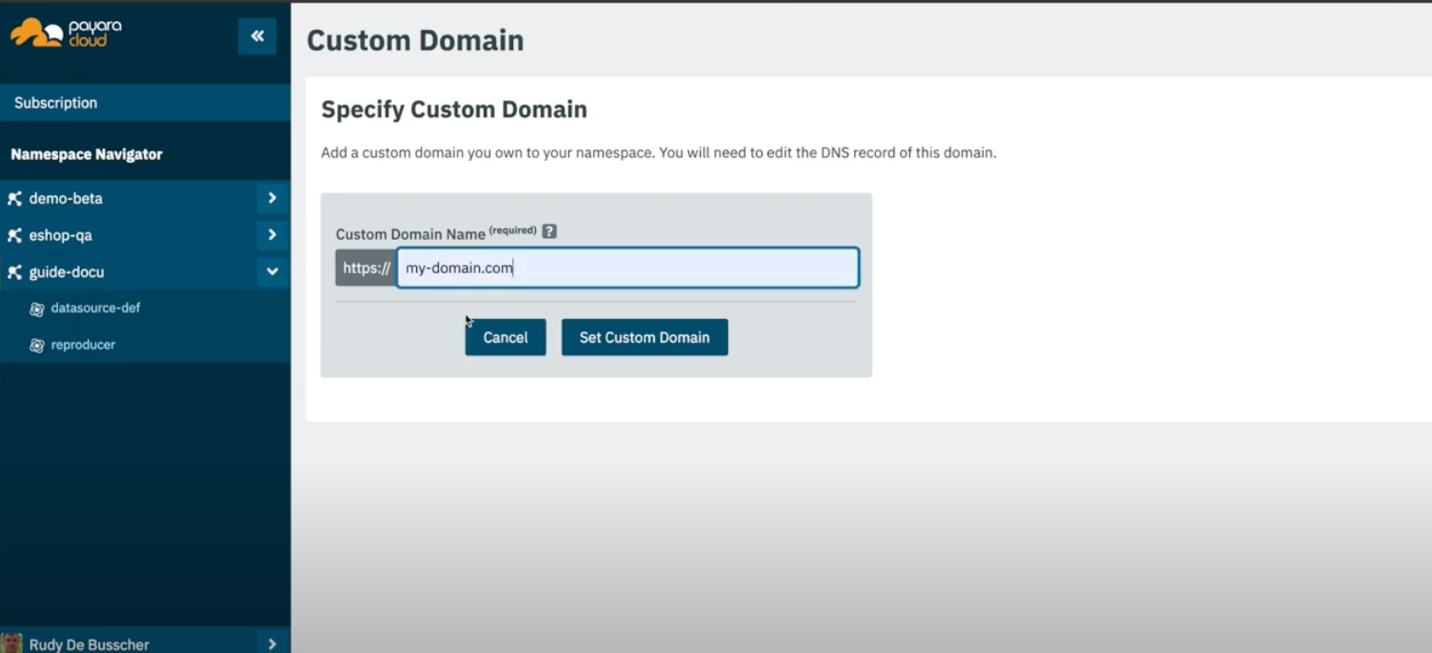 payara
cloud
«
Subscription
Namespace Navigator
demo-beta
eshop-qa
guide-docu
datasource-def
reproducer
Rudy De Busscher
Custom Domain
Specify Custom Domain
Add a custom domain you own to your namespace. You will need to edit the DNS record of this domain.
Custom Domain Name (required) ?
https:// my-domain.com
Cancel Set Custom Domain